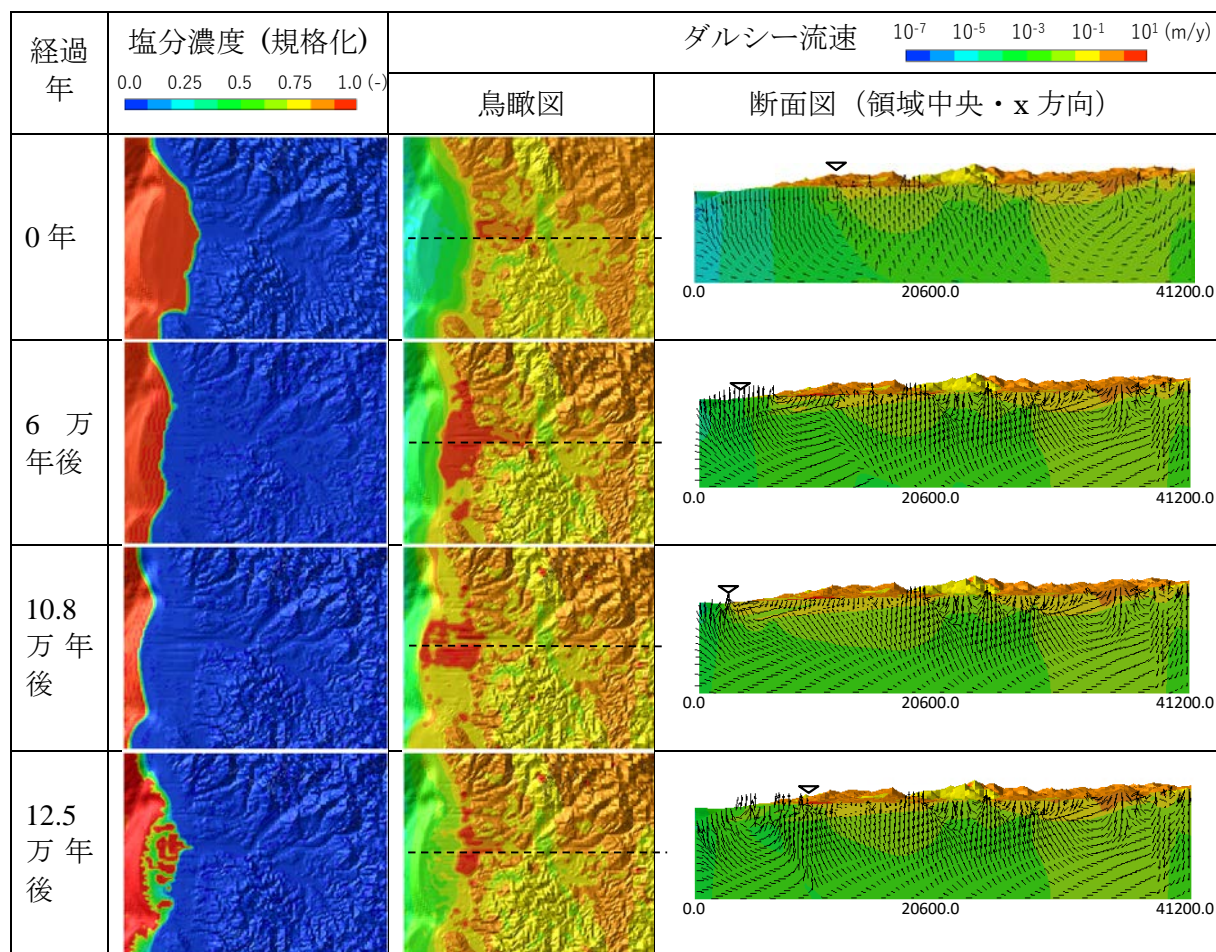 経過
年
塩分濃度 (規格化)
0.0 0.25 0.5 0.75 1.0 (-)
ダルシー流速 10-7 10-5 10-3 10-1 101 (m/y)
鳥瞰図
断面図（領域中央・x 方向）
0 年
0.0 20600.0 41200.0
6 万
年後
0.0 20600.0 41200.0
10.8
万 年
後
0.0 20600.0 41200.0
12.5
万 年
後
0.0 20600.0 41200.0